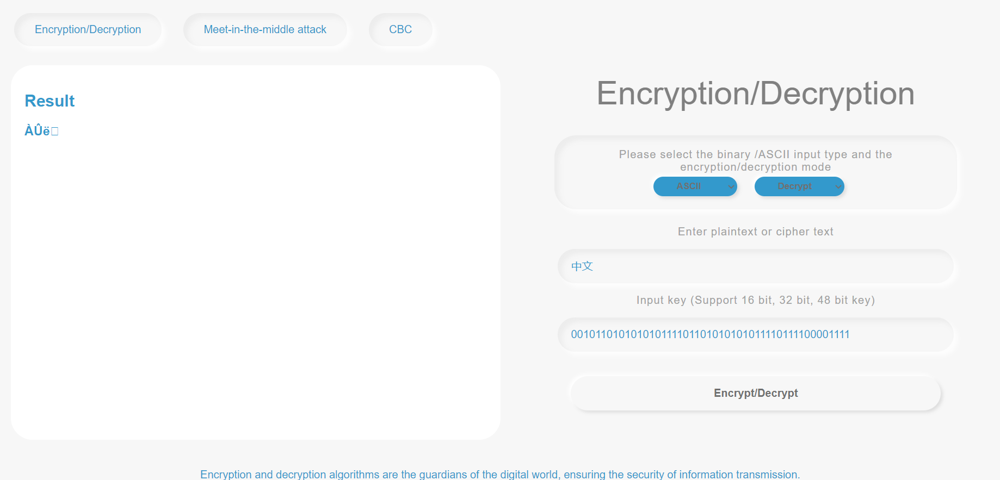 Encryption/Decryption
Meet-in-the-middle attack
CBC
Result
ÀÛë□
Encryption/Decryption
Please select the binary /ASCII input type and the
encryption/decryption mode
ASCII
Decrypt
Enter plaintext or cipher text
中文
Input key (Support 16 bit, 32 bit, 48 bit key)
001011010101010111101101010101011110111100001111
Encrypt/Decrypt
Encryption and decryption algorithms are the guardians of the digital world, ensuring the security of information transmission.